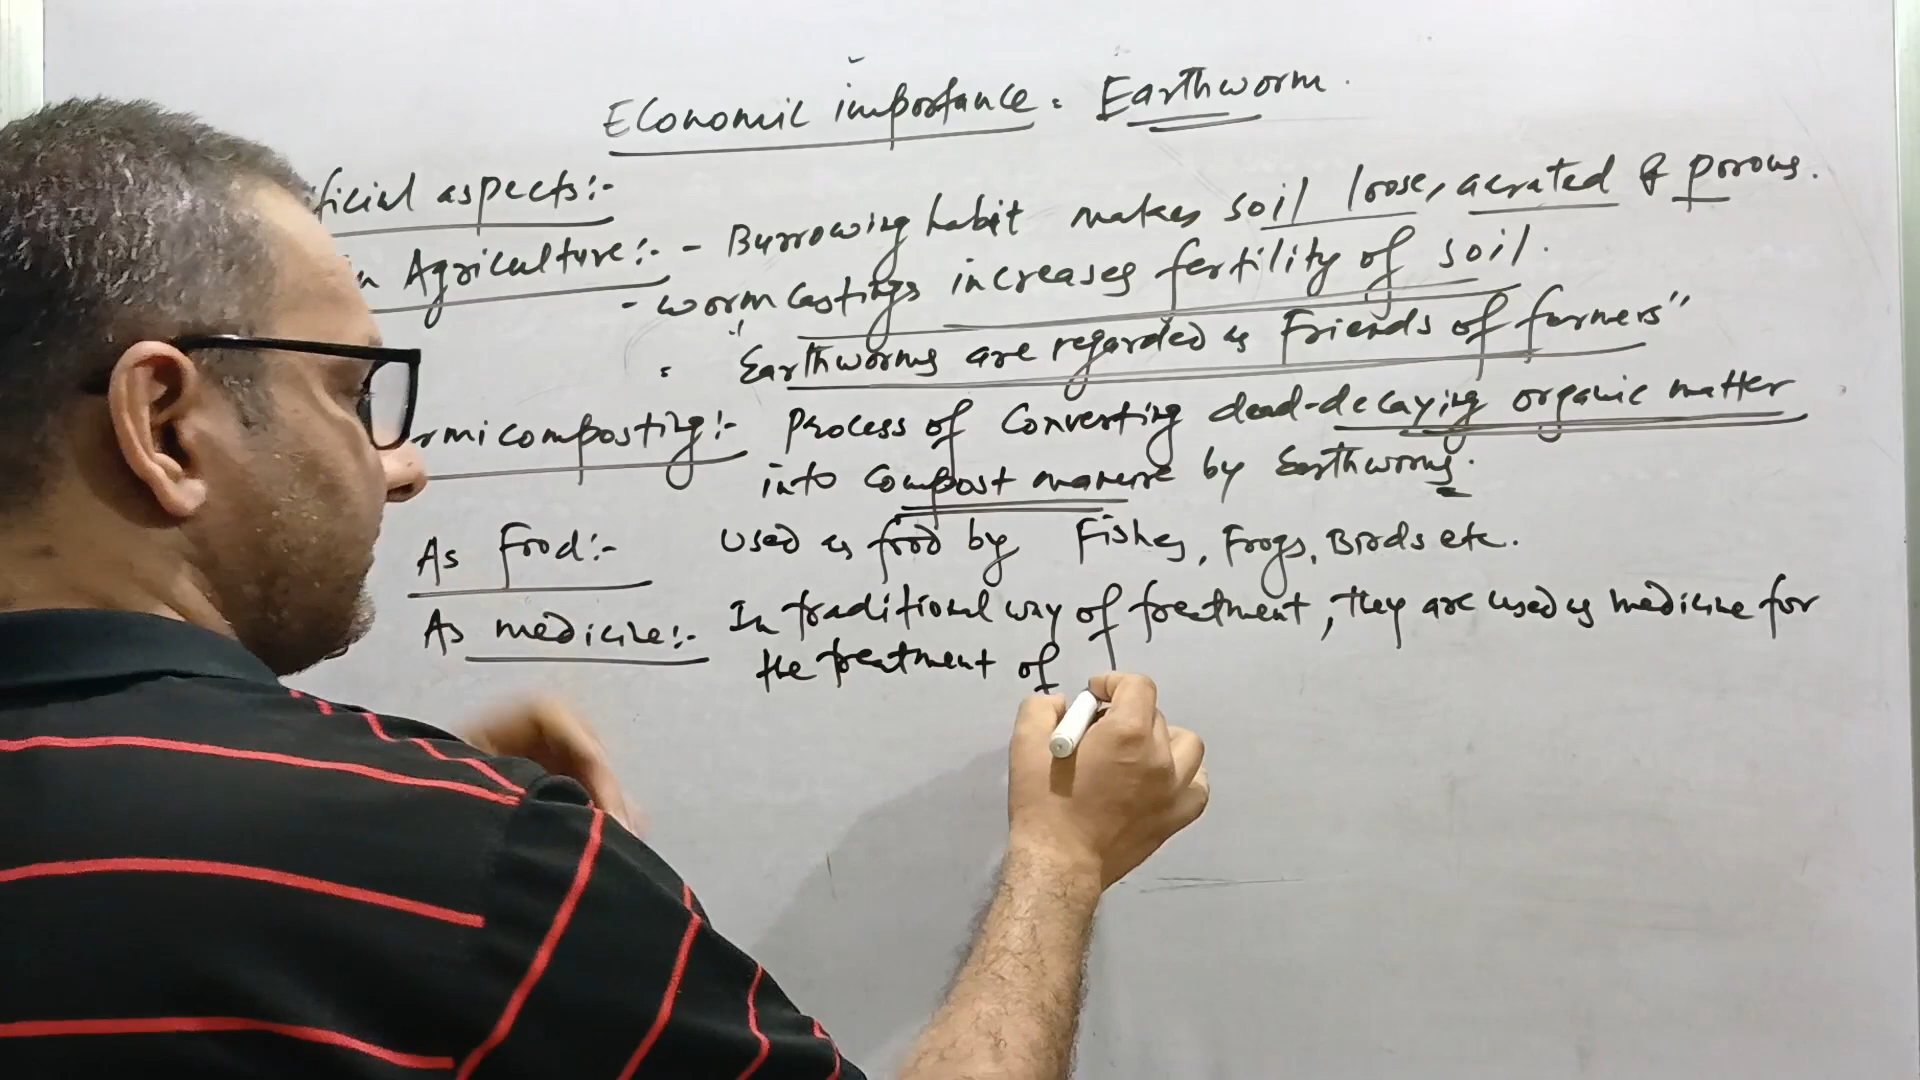 Economic importance : Earthworm.
ficial aspects:-
in Agriculture:- - Burrowing habit makes soil loose, aerated & porous.
- worm castings increases fertility of soil.
= "Earthworms are regarded as Friends of farmers"
rmicomposting:- Process of Converting dead-decaying organic matter
into compost manure by Earthworms.
As food:- Used as food by Fishes, Frogs, Birds etc.
As medicine:- In traditional way of treatment, they are used as medicine for
the treatment of